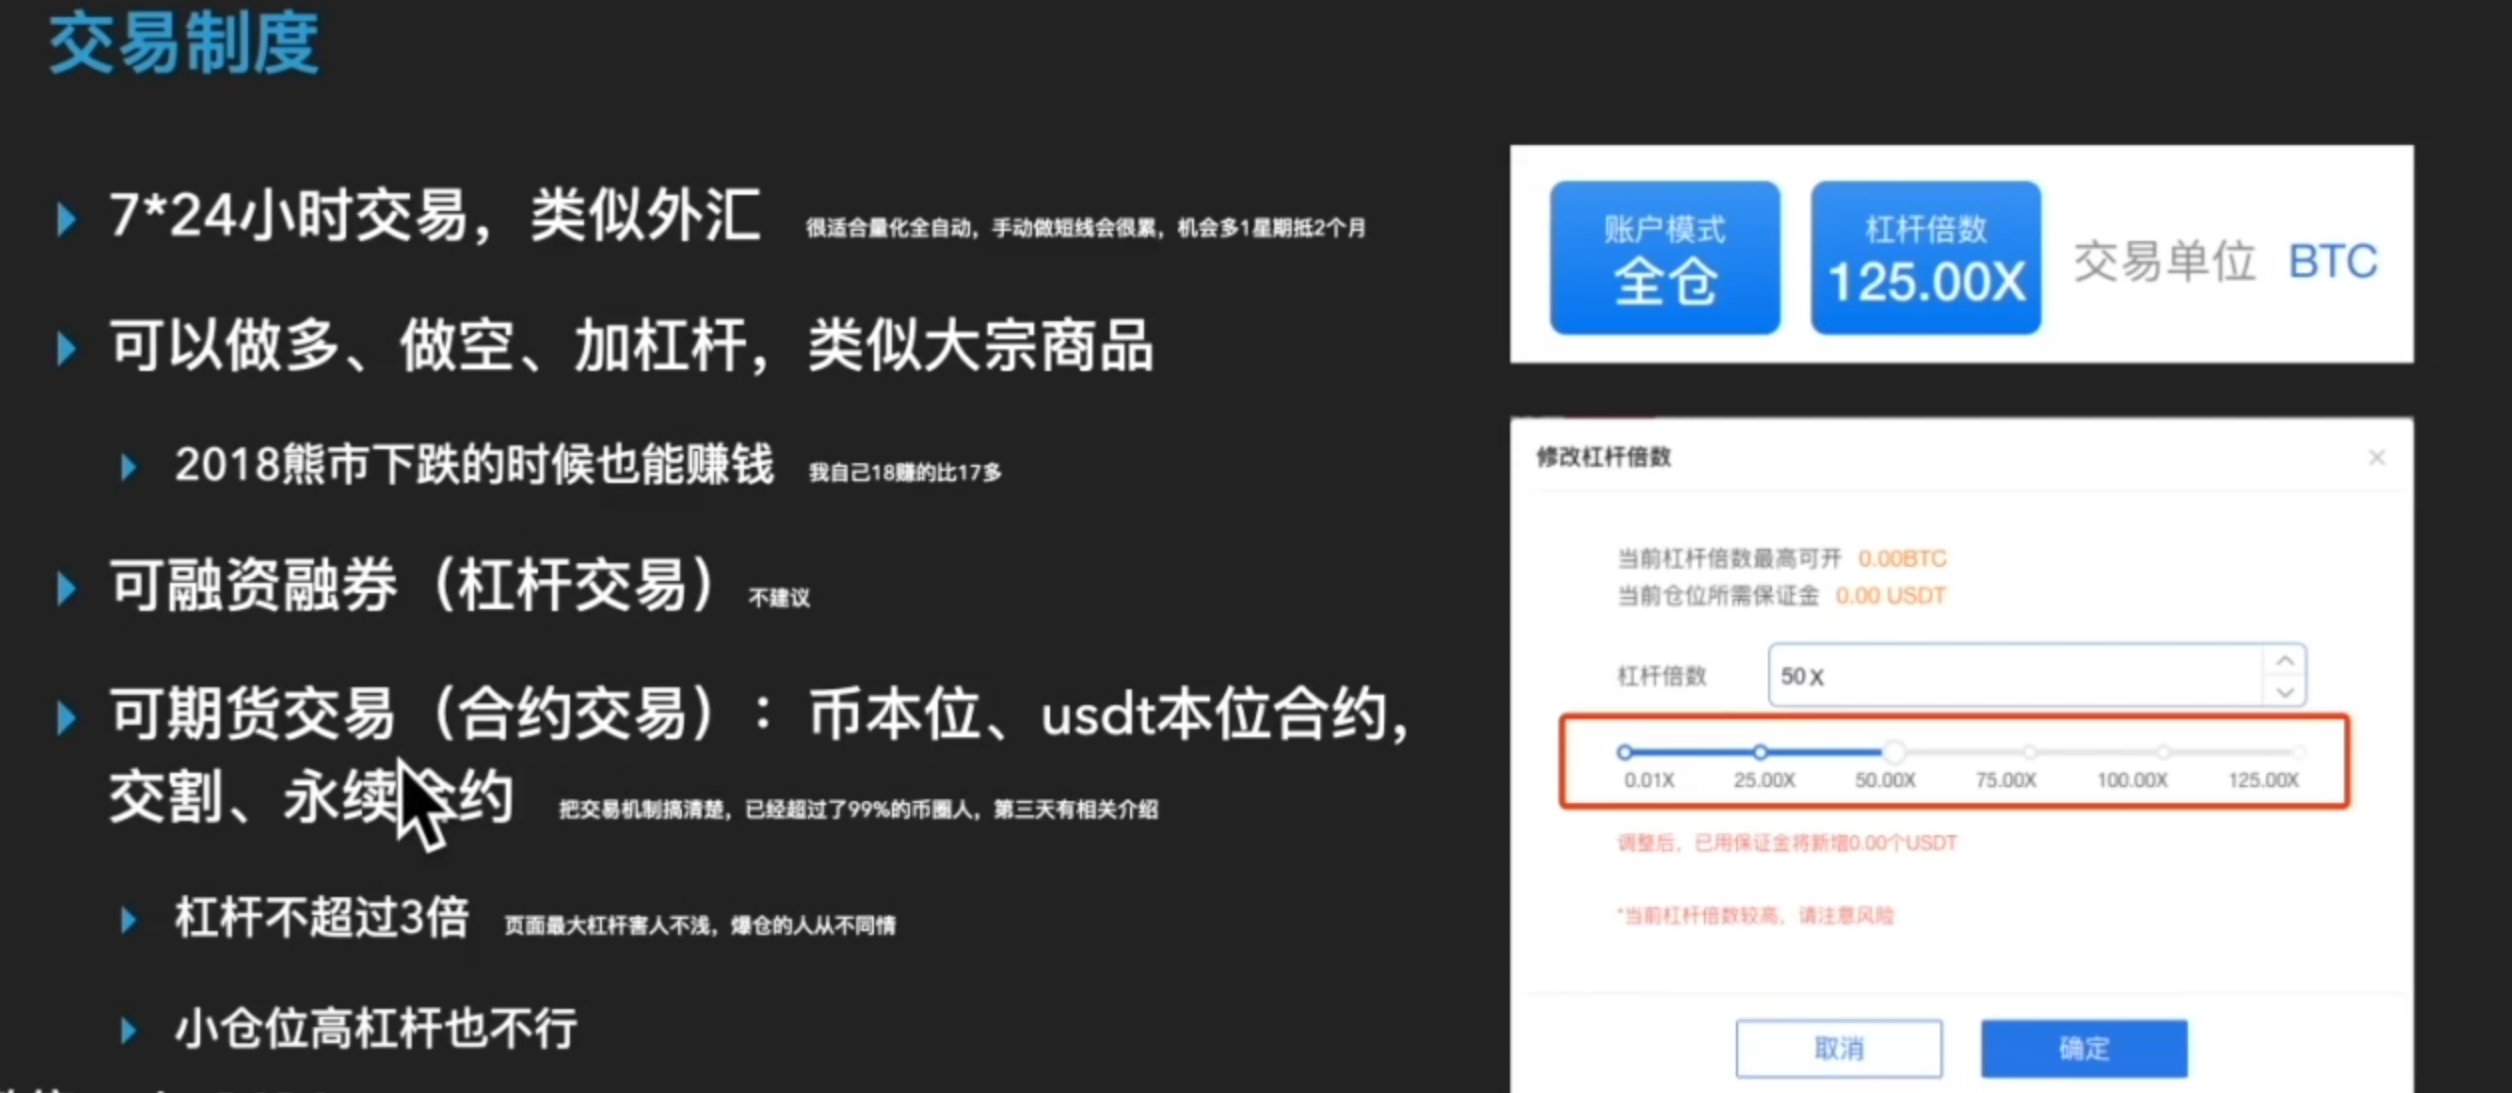 交易制度
7*24小时交易，类似外汇 很适合量化全自动，手动做短线会很累，机会多1星期抵2个月
可以做多、做空、加杠杆，类似大宗商品
2018熊市下跌的时候也能赚钱 我自己18赚的比17多
可融资融券（杠杆交易） 不建议
可期货交易（合约交易）：币本位、usdt本位合约，
交割、永续合约 把交易机制搞清楚，已经超过了99%的币圈人，第三天有相关介绍
杠杆不超过3倍 页面最大杠杆害人不浅，爆仓的人从不同情
小仓位高杠杆也不行
账户模式
全仓
杠杆倍数
125.00X
交易单位 BTC
修改杠杆倍数
当前杠杆倍数最高可开 0.00BTC
当前仓位所需保证金 0.00 USDT
杠杆倍数 50 X
0.01X 25.00X 50.00X 75.00X 100.00X 125.00X
调整后，已用保证金将新增0.00个USDT
*当前杠杆倍数较高，请注意风险
取消 确定